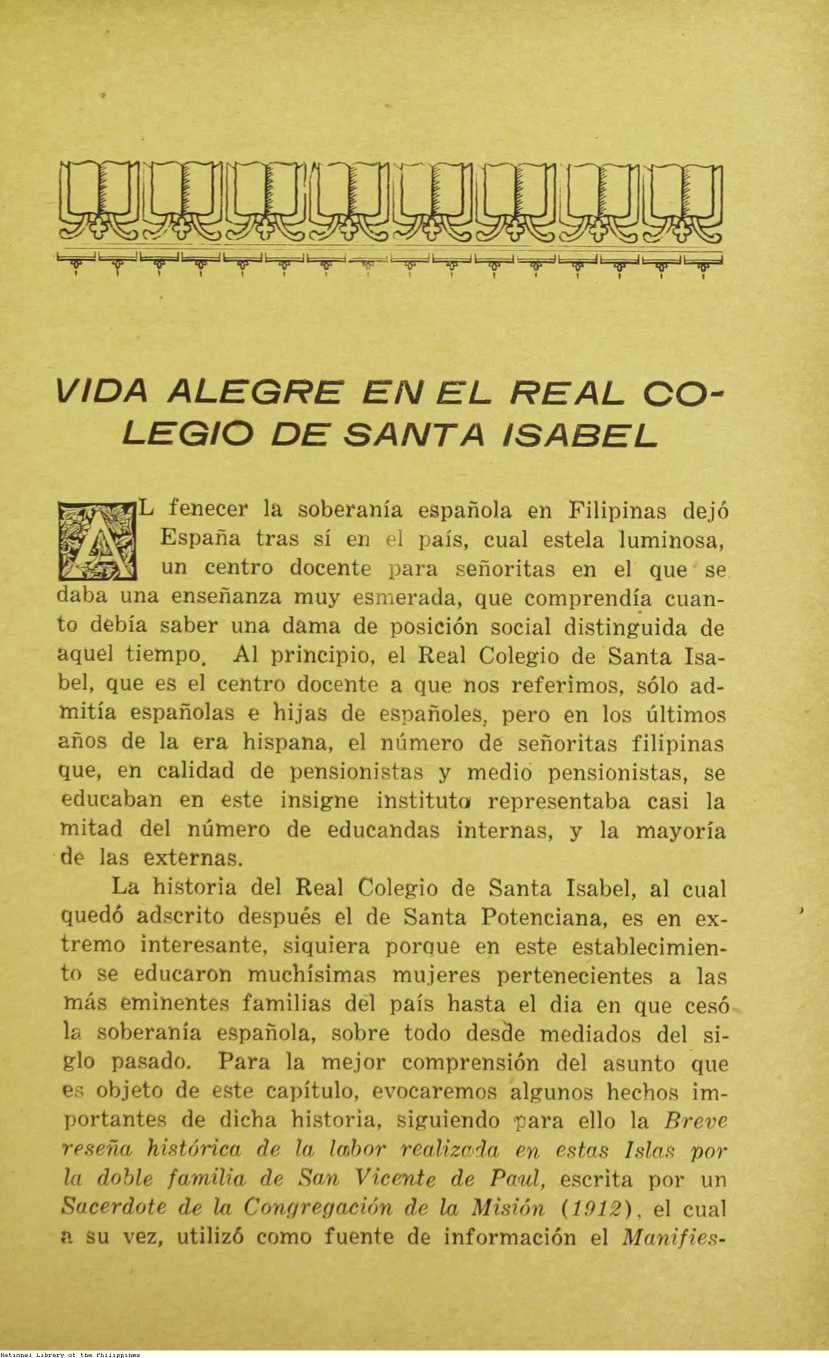 VIDA ALEGRE EN EL REAL CO-
LEGIO DE SANTA ISABEL
AL fenecer la soberanía española en Filipinas dejó
España tras sí en el país, cual estela luminosa,
un centro docente para señoritas en el que se
daba una enseñanza muy esmerada, que comprendía cuan-
to debía saber una dama de posición social distinguida de
aquel tiempo. Al principio, el Real Colegio de Santa Isa-
bel, que es el centro docente a que nos referimos, sólo ad-
mitía españolas e hijas de españoles, pero en los últimos
años de la era hispana, el número de señoritas filipinas
que, en calidad de pensionistas y medio pensionistas, se
educaban en este insigne instituto representaba casi la
mitad del número de educandas internas, y la mayoría
de las externas.
La historia del Real Colegio de Santa Isabel, al cual
quedó adscrito después el de Santa Potenciana, es en ex-
tremo interesante, siquiera porque en este establecimien-
to se educaron muchísimas mujeres pertenecientes a las
más eminentes familias del país hasta el dia en que cesó
la soberanía española, sobre todo desde mediados del si-
glo pasado. Para la mejor comprensión del asunto que
es objeto de este capítulo, evocaremos algunos hechos im-
portantes de dicha historia, siguiendo para ello la Breve
reseña histórica de la labor realizada en estas Islas por
la doble familia de San Vicente de Paul, escrita por un
Sacerdote de la Congregación de la Misión (1912), el cual
a su vez, utilizó como fuente de información el Manifies-
National Library of the Philippines